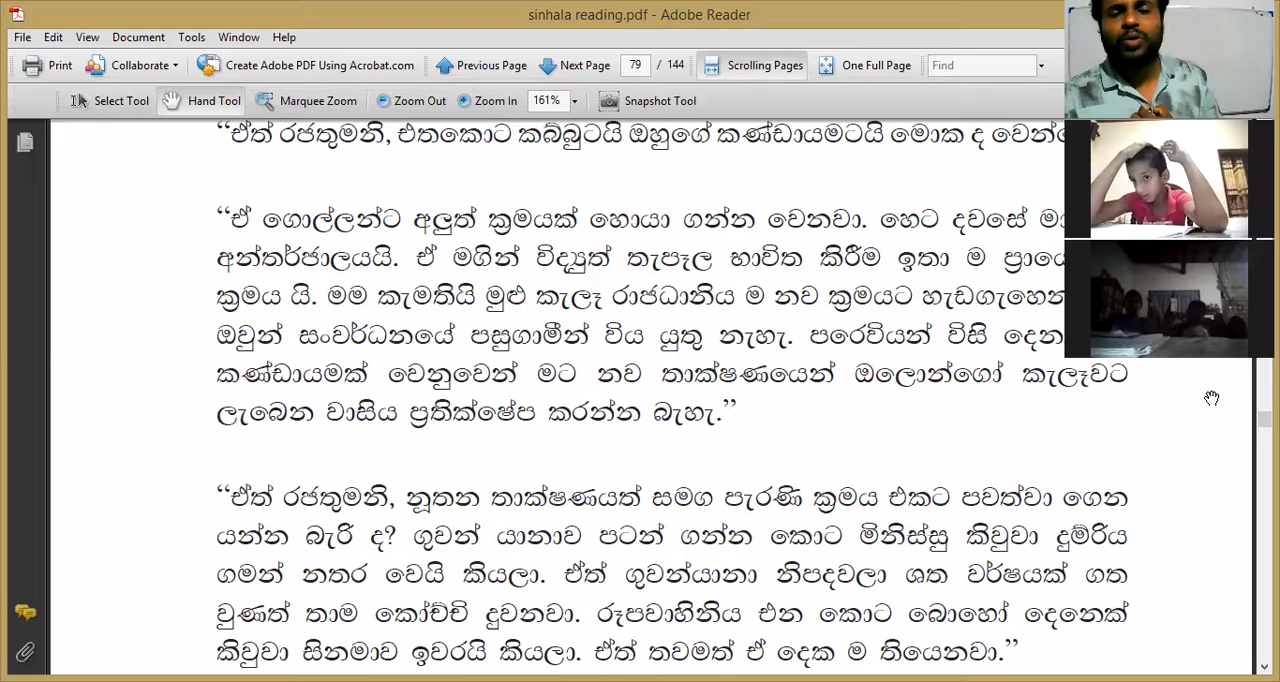 sinhala reading.pdf - Adobe Reader
File Edit View Document Tools Window Help
Print Collaborate Create Adobe PDF Using Acrobat.com Previous Page Next Page 79 / 144 Scrolling Pages One Full Page Find
Select Tool Hand Tool Marquee Zoom Zoom Out Zoom In 161% Snapshot Tool
“ඒත් රජතුමනි, එතකොට කබ්බුටයි ඔහුගේ කණ්ඩායමටයි මොක ද
“ඒ ගොල්ලන්ට අලුත් ක්‍රමයක් හොයා ගන්න වෙනවා. හෙට දවසේ
අන්තර්ජාලයයි. ඒ මගින් විද්‍යුත් තැපෑල භාවිත කිරීම ඉතා ම
ක්‍රමය යි. මම කැමතියි මුළු කැලෑ රාජධානිය ම නව ක්‍රමයට
ඔවුන් සංවර්ධනයේ පසුගාමීන් විය යුතු නැහැ. පරෙවියන් විසි
කණ්ඩායමක් වෙනුවෙන් මට නව තාක්ෂණයෙන් ඔලොන්ගෝ කැලෑවට
ලැබෙන වාසිය ප්‍රතික්ෂේප කරන්න බැහැ.”
“ඒත් රජතුමනි, නූතන තාක්ෂණයත් සමග පැරණි ක්‍රමය එකට පවත්වා ගෙන
යන්න බැරි ද? ගුවන් යානාව පටන් ගන්න කොට මිනිස්සු කිවුවා දුම්රිය
ගමන් නතර වෙයි කියලා. ඒත් ගුවන්යානා නිපදවලා ශත වර්ෂයක් ගත
වුණත් තාම කෝච්චි දුවනවා. රූපවාහිනිය එන කොට බොහෝ දෙනෙක්
කිවුවා සිනමාව ඉවරයි කියලා. ඒත් තවමත් ඒ දෙක ම තියෙනවා.”